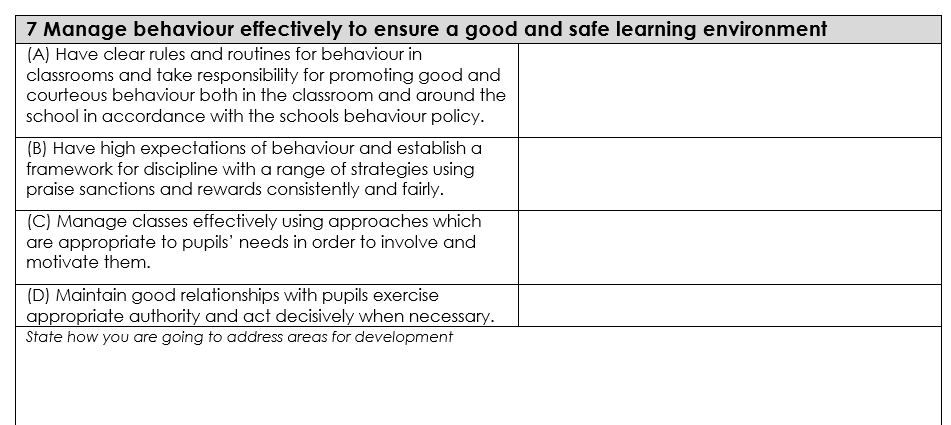 7 Manage behaviour effectively to ensure a good and safe learning environment
(A) Have clear rules and routines for behaviour in
classrooms and take responsibility for promoting good and
courteous behaviour both in the classroom and around the
school in accordance with the schools behaviour policy.
(B) Have high expectations of behaviour and establish a
framework for discipline with a range of strategies using
praise sanctions and rewards consistently and fairly.
(C) Manage classes effectively using approaches which
are appropriate to pupils’ needs in order to involve and
motivate them.
(D) Maintain good relationships with pupils exercise
appropriate authority and act decisively when necessary.
State how you are going to address areas for development